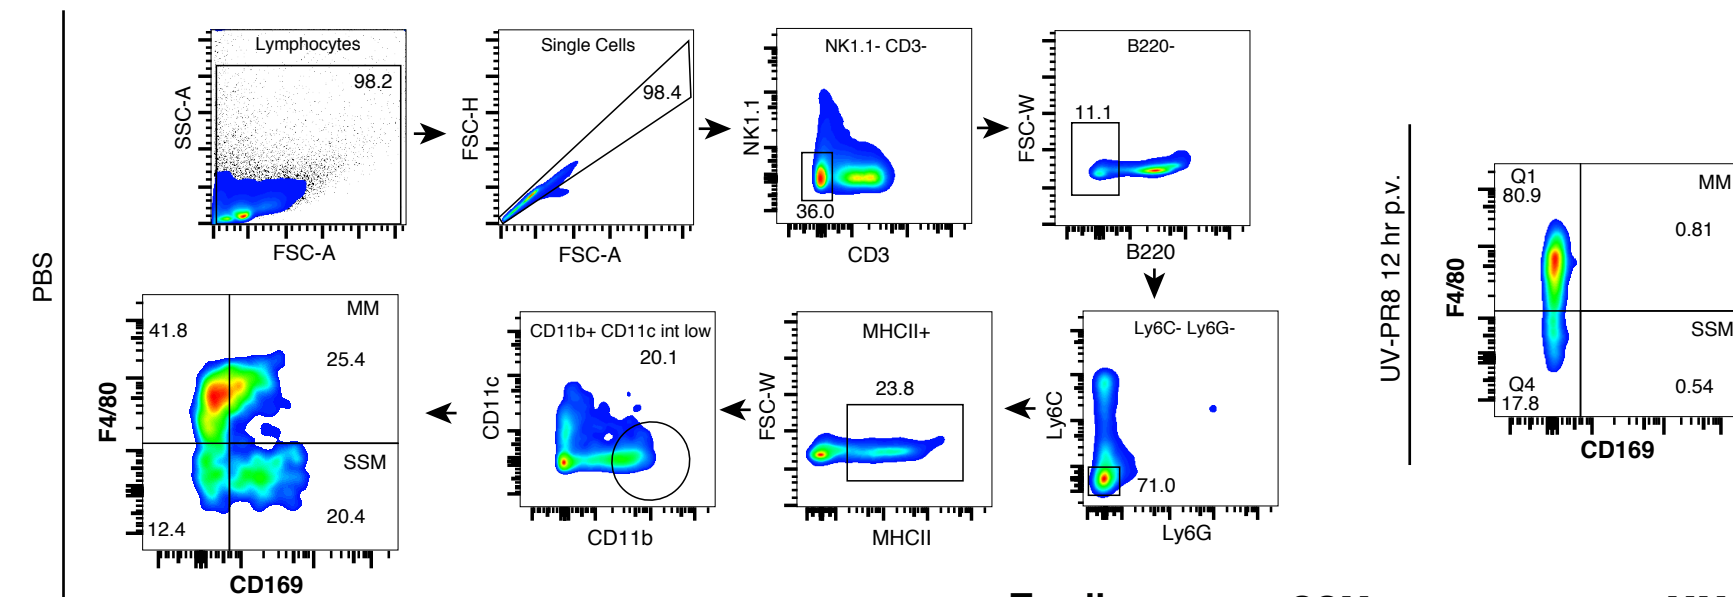 PBS
Lymphocytes
98.2
SSC-A
FSC-A
Single Cells
98.4
FSC-H
FSC-A
NK1.1- CD3-
NK1.1
36.0
CD3
B220-
11.1
FSC-W
B220
Ly6C- Ly6G-
Ly6C
71.0
Ly6G
MHCII+
23.8
FSC-W
MHCII
CD11b+ CD11c int low
20.1
CD11c
CD11b
MM
41.8
25.4
F4/80
SSM
20.4
12.4
CD169
UV-PR8 12 hr p.v.
Q1
80.9
MM
0.81
F4/80
SSM
Q4
17.8
0.54
CD169